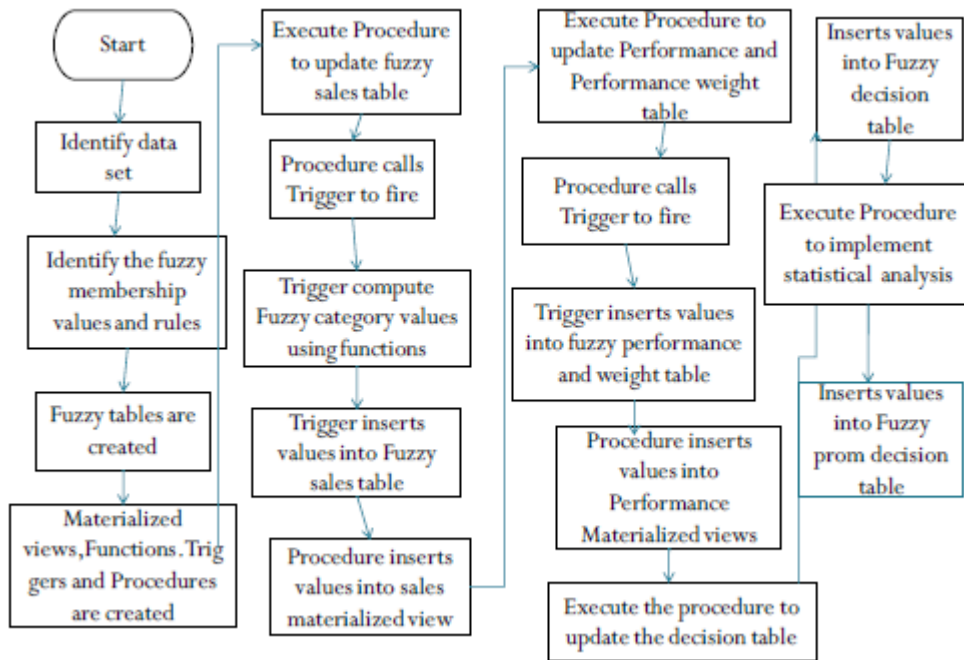 Start
Identify data
set
Identify the fuzzy
membership
values and rules
Fuzzy tables are
created
Materialized
views,Functions.Tri
ggers and Procedures
are created
Execute Procedure
to update fuzzy
sales table
Procedure calls
Trigger to fire
Trigger compute
Fuzzy category values
using functions
Trigger inserts
values into Fuzzy
sales table
Procedure inserts
values into sales
materialized view
Execute Procedure to
update Performance and
Performance weight
table
Procedure calls
Trigger to fire
Trigger inserts values
into fuzzy performance
and weight table
Procedure inserts
values into
Performance
Materialized views
Execute the procedure to
update the decision table
Inserts values
into Fuzzy
decision
table
Execute Procedure
to implement
statistical analysis
Inserts values
into Fuzzy
prom decision
table